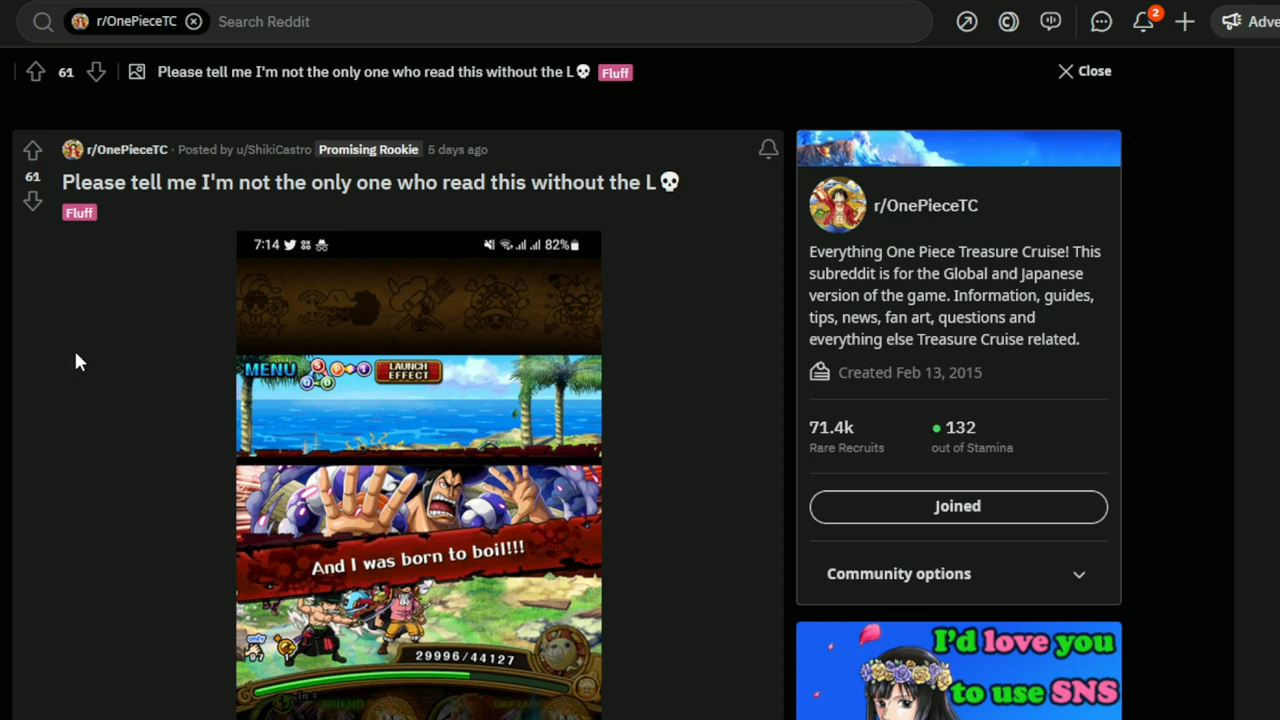 r/OnePieceTC Search Reddit
2
Adve
61 Please tell me I'm not the only one who read this without the L💀 Fluff
Close
r/OnePieceTC · Posted by u/ShikiCastro Promising Rookie 5 days ago
61
Please tell me I'm not the only one who read this without the L💀
Fluff
7:14
82%
MENU
LAUNCH
EFFECT
And I was born to boil!!!
only
29996/44127
r/OnePieceTC
Everything One Piece Treasure Cruise! This
subreddit is for the Global and Japanese
version of the game. Information, guides,
tips, news, fan art, questions and
everything else Treasure Cruise related.
Created Feb 13, 2015
71.4k
Rare Recruits
132
out of Stamina
Joined
Community options
I'd love you
to use SNS